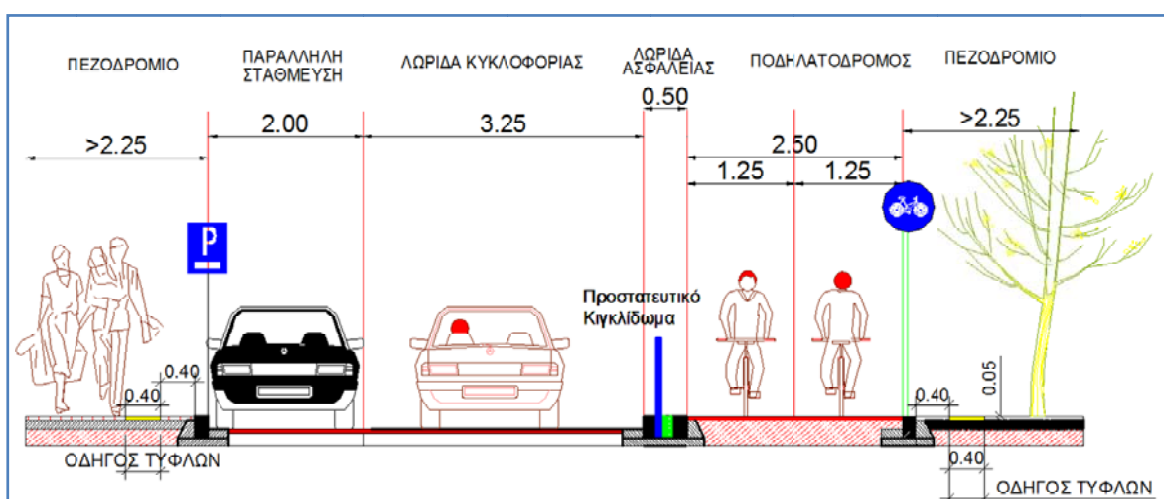 ΠΕΖΟΔΡΟΜΙΟ
ΠΑΡΑΛΛΗΛΗ
ΣΤΑΘΜΕΥΣΗ
ΛΩΡΙΔΑ ΚΥΚΛΟΦΟΡΙΑΣ
ΛΩΡΙΔΑ
ΑΣΦΑΛΕΙΑΣ
ΠΟΔΗΛΑΤΟΔΡΟΜΟΣ
ΠΕΖΟΔΡΟΜΙΟ
>2.25
2.00
3.25
0.50
2.50
1.25
1.25
>2.25
P
Προστατευτικό
Κιγκλίδωμα
0.40
0.40
0.40
0.05
0.40
ΟΔΗΓΟΣ ΤΥΦΛΩΝ
ΟΔΗΓΟΣ ΤΥΦΛΩΝ